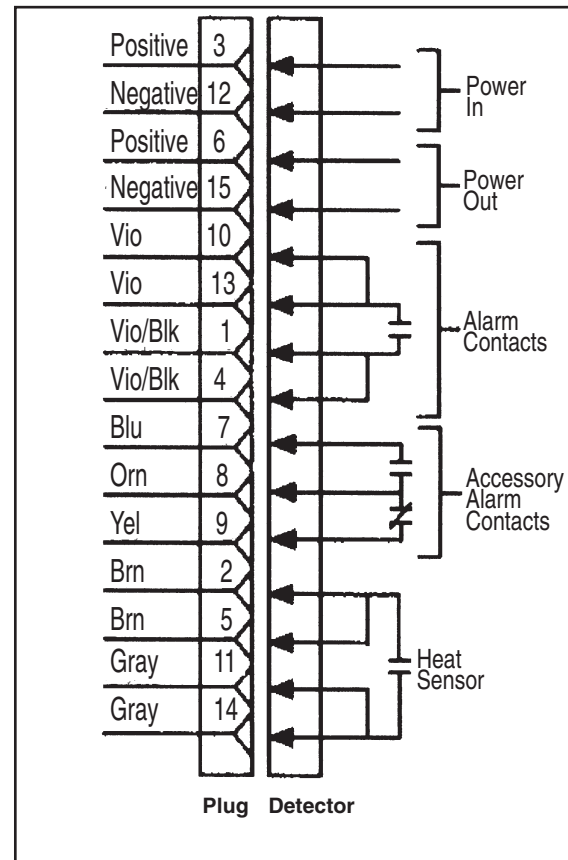 Positive 3
Negative 12
Positive 6
Negative 15
Vio 10
Vio 13
Vio/Blk 1
Vio/Blk 4
Blu 7
Orn 8
Yel 9
Brn 2
Brn 5
Gray 11
Gray 14
Power
In
Power
Out
Alarm
Contacts
Accessory
Alarm
Contacts
Heat
Sensor
Plug Detector